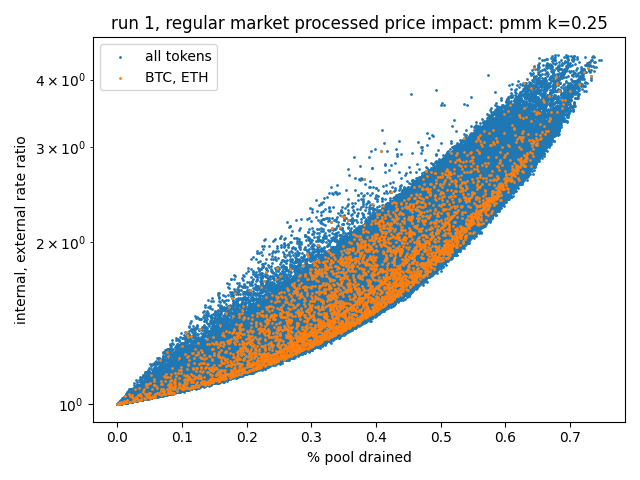 run 1, regular market processed price impact: pmm k=0.25
all tokens
BTC, ETH
4 × 10⁰
3 × 10⁰
2 × 10⁰
10⁰
internal, external rate ratio
0.0 0.1 0.2 0.3 0.4 0.5 0.6 0.7
% pool drained